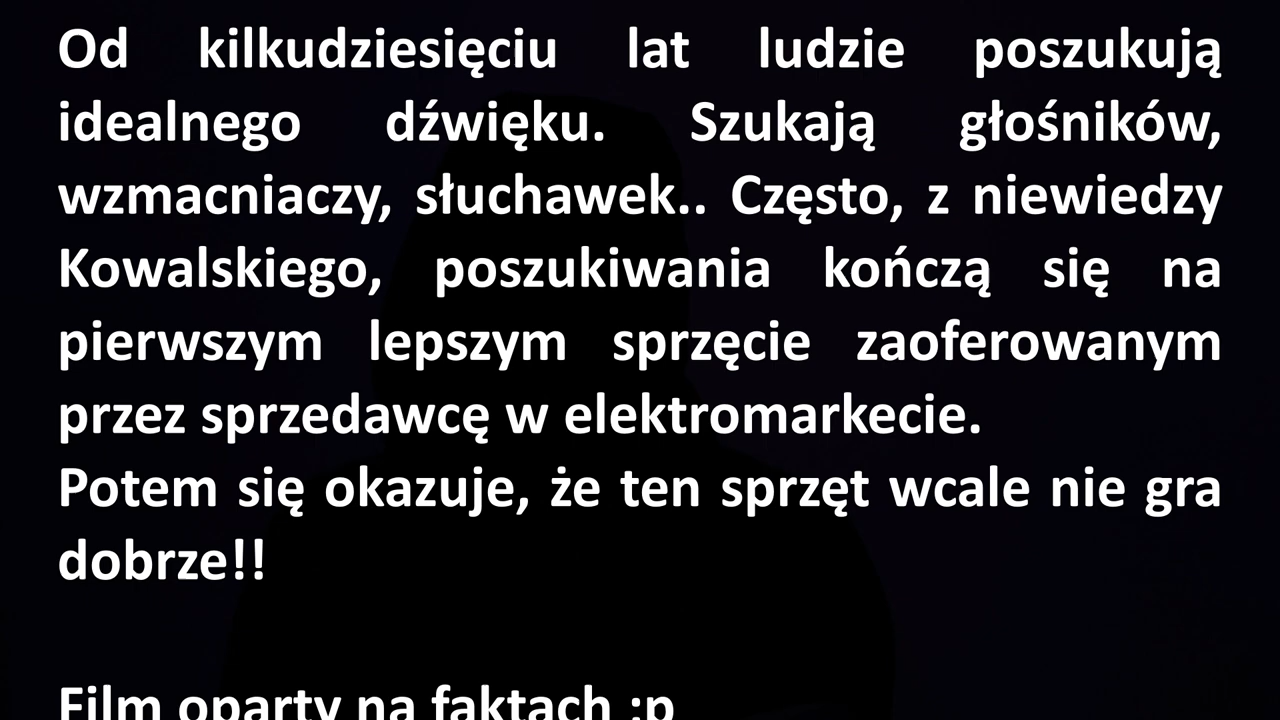 Od kilkudziesięciu lat ludzie poszukują
idealnego dźwięku. Szukają głośników,
wzmacniaczy, słuchawek.. Często, z niewiedzy
Kowalskiego, poszukiwania kończą się na
pierwszym lepszym sprzęcie zaoferowanym
przez sprzedawcę w elektromarkecie.
Potem się okazuje, że ten sprzęt wcale nie gra
dobrze!!
Film oparty na faktach :p